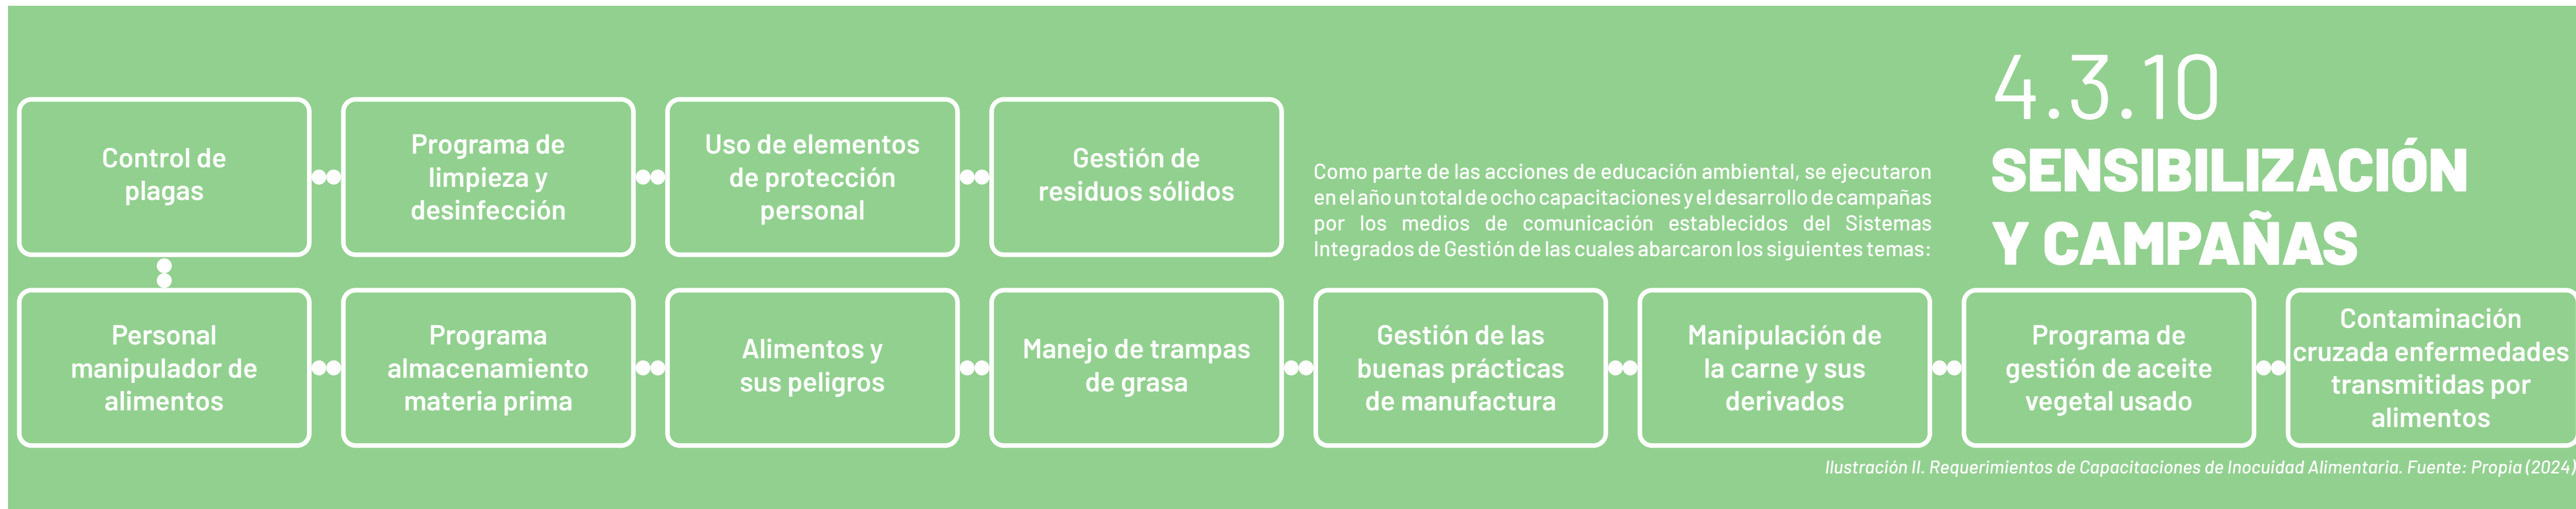 4.3.10
SENSIBILIZACIÓN
Y CAMPAÑAS
Como parte de las acciones de educación ambiental, se ejecutaron
en el año un total de ocho capacitaciones y el desarrollo de campañas
por los medios de comunicación establecidos del Sistemas
Integrados de Gestión de las cuales abarcaron los siguientes temas:
Control de
plagas
Programa de
limpieza y
desinfección
Uso de elementos
de protección
personal
Gestión de
residuos sólidos
Personal
manipulador de
alimentos
Programa
almacenamiento
materia prima
Alimentos y
sus peligros
Manejo de trampas
de grasa
Gestión de las
buenas prácticas
de manufactura
Manipulación de
la carne y sus
derivados
Programa de
gestión de aceite
vegetal usado
Contaminación
cruzada enfermedades
transmitidas por
alimentos
Ilustración II. Requerimientos de Capacitaciones de Inocuidad Alimentaria. Fuente: Propia (2024)